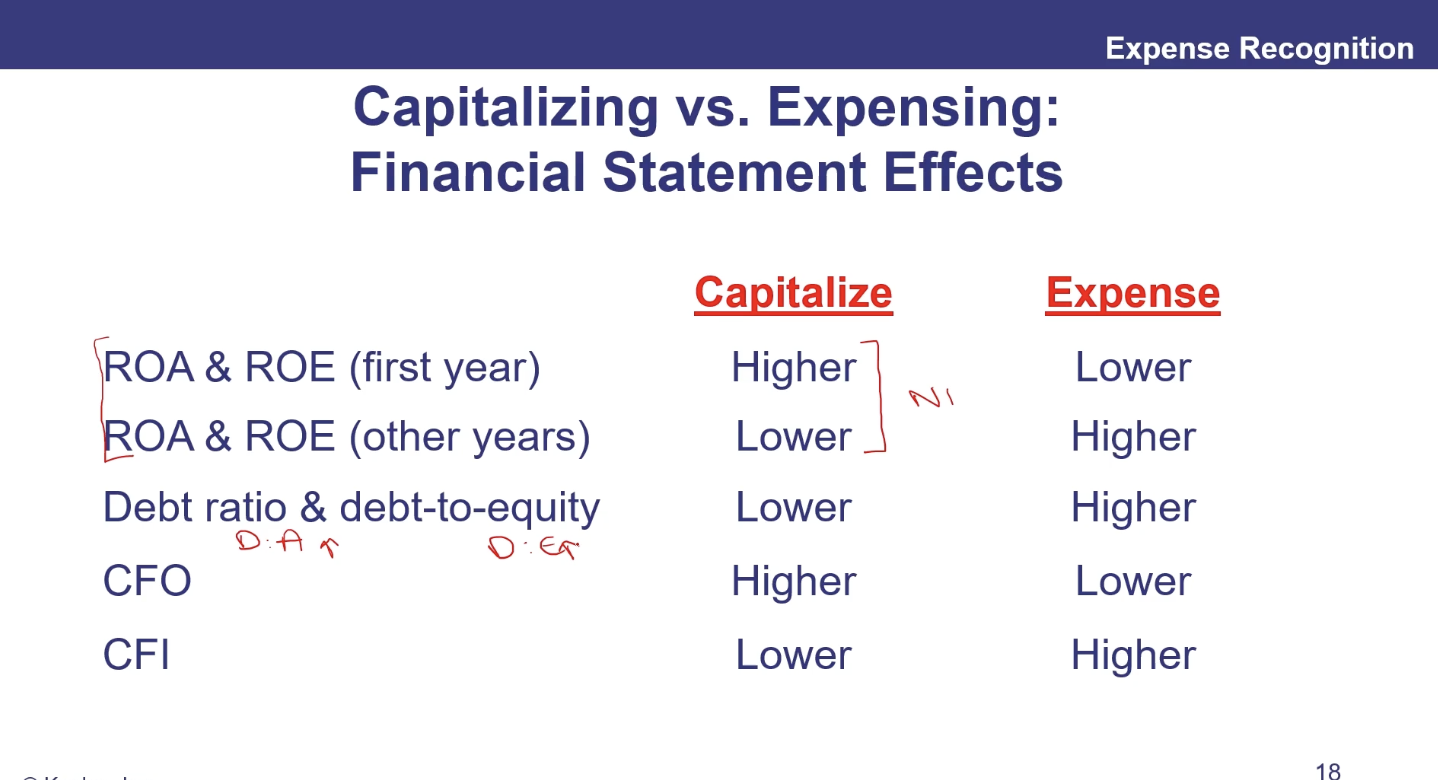 Expense Recognition
Capitalizing vs. Expensing:
Financial Statement Effects
Capitalize Expense
ROA & ROE (first year) Higher Lower
NI
ROA & ROE (other years) Lower Higher
Debt ratio & debt-to-equity Lower Higher
D:A ↑ D:Eq
CFO Higher Lower
CFI Lower Higher
18